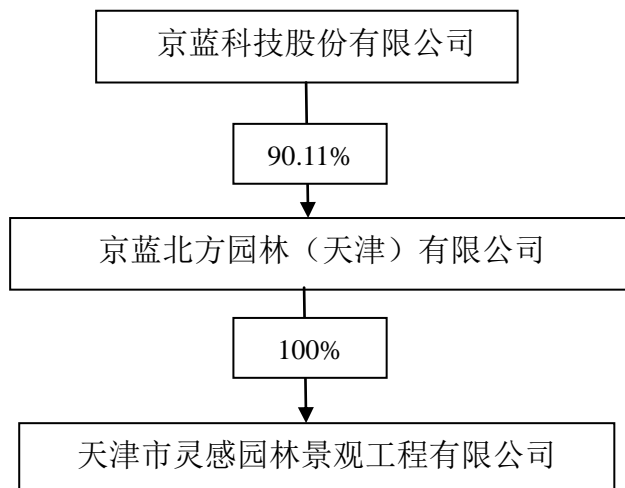 京蓝科技股份有限公司
90.11%
京蓝北方园林（天津）有限公司
100%
天津市灵感园林景观工程有限公司